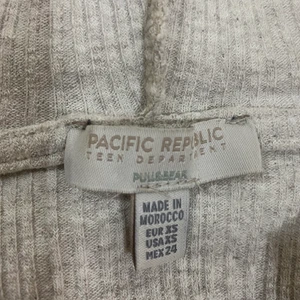 PACIFIC REPUBLIC
TEEN DEPARTMENT
PULL&BEAR
MADE IN
MOROCCO
EUR XS
USA XS
MEX 24